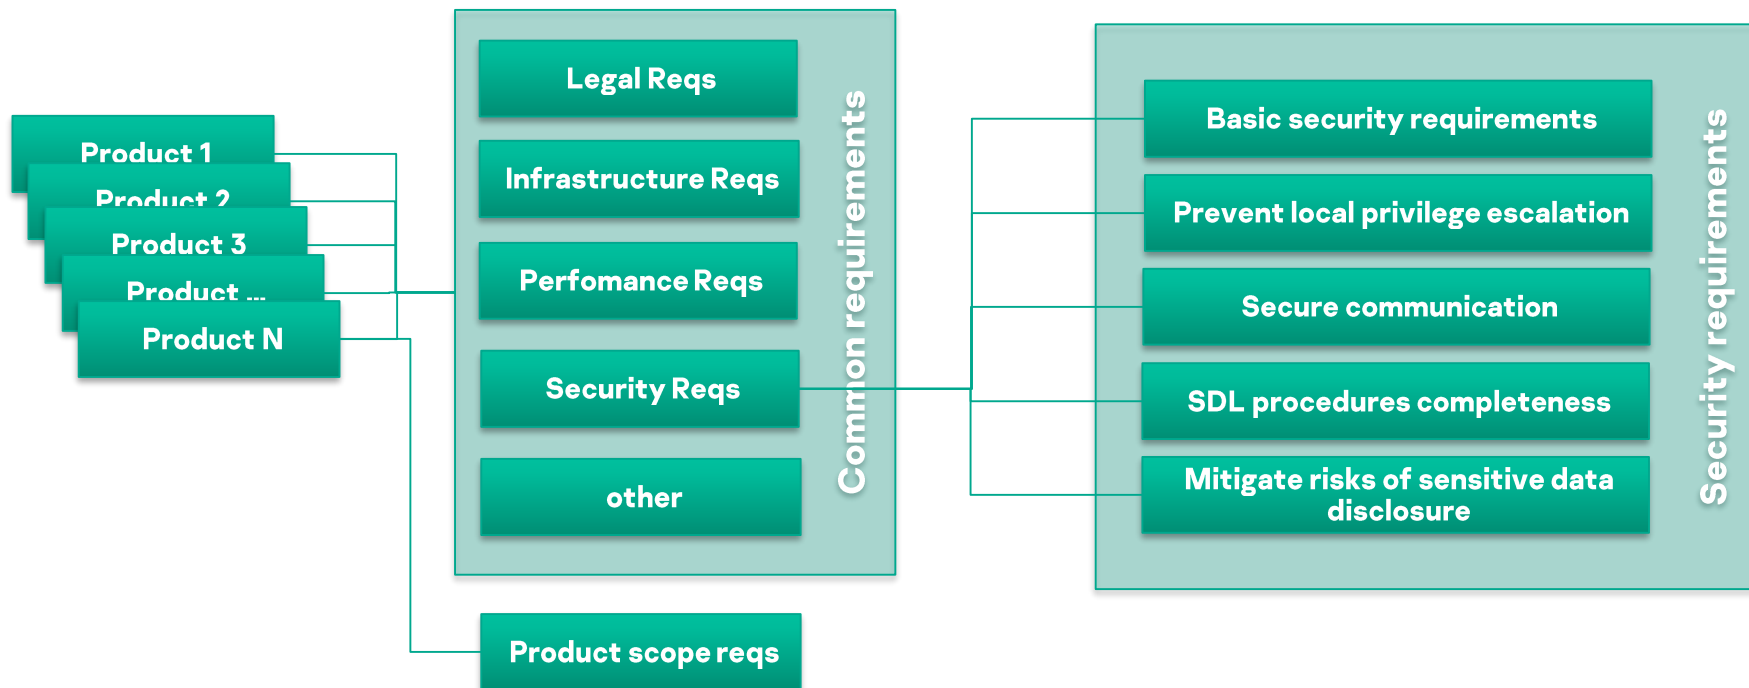 Product 1
Product 2
Product 3
Product ...
Product N
Legal Reqs
Infrastructure Reqs
Perfomance Reqs
Security Reqs
other
Common requirements
Product scope reqs
Basic security requirements
Prevent local privilege escalation
Secure communication
SDL procedures completeness
Mitigate risks of sensitive data
disclosure
Security requirements